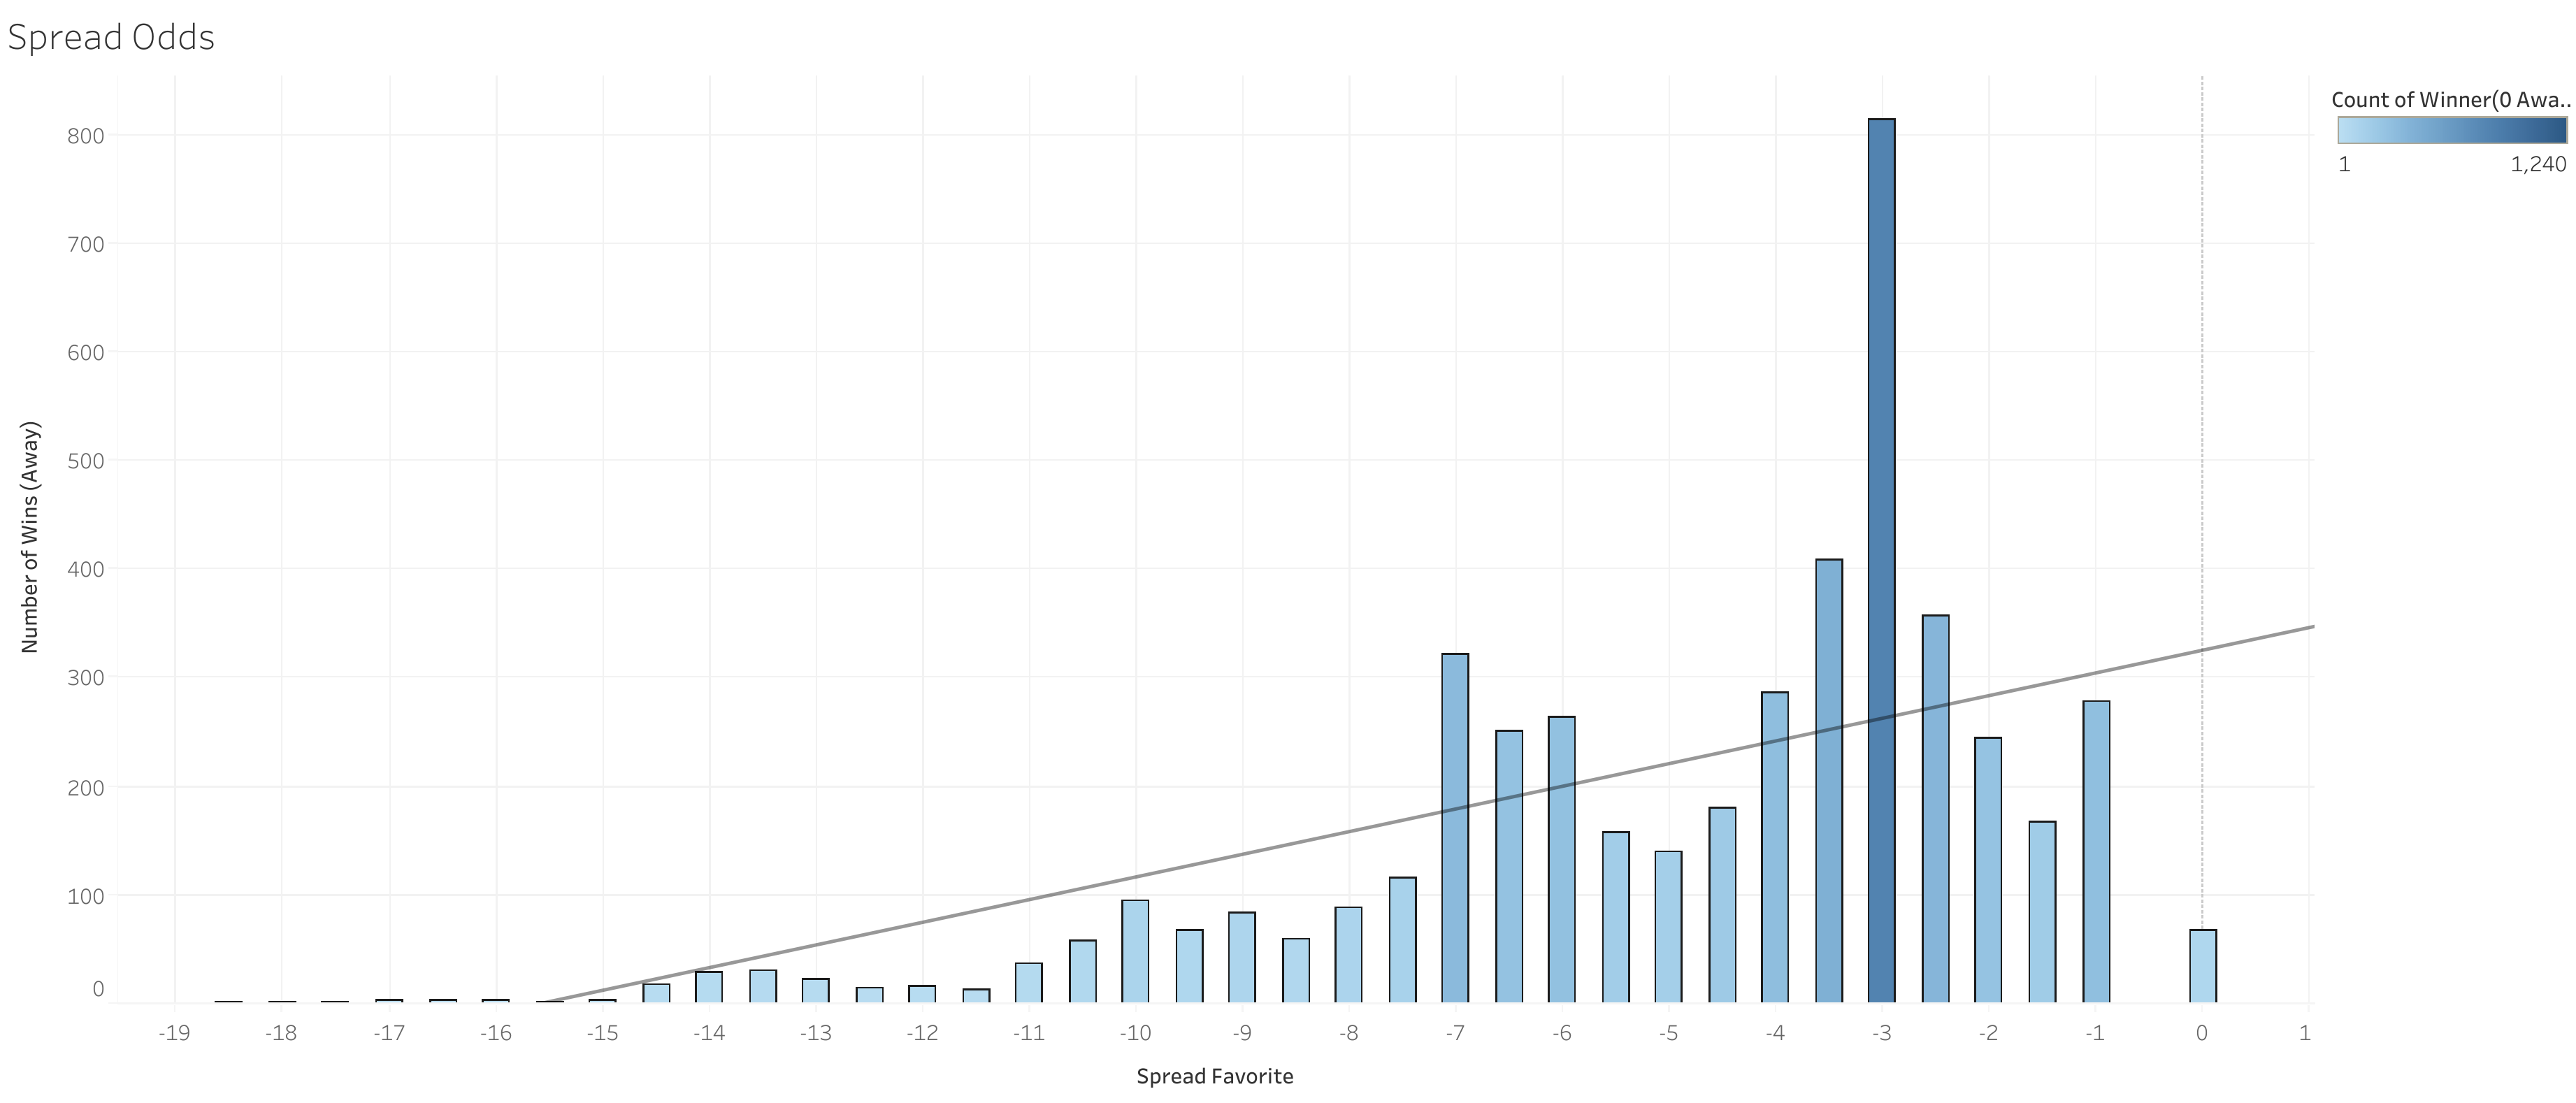 Spread Odds
Count of Winner(0 Awa..
1 1,240
Number of Wins (Away)
800
700
600
500
400
300
200
100
0
-19 -18 -17 -16 -15 -14 -13 -12 -11 -10 -9 -8 -7 -6 -5 -4 -3 -2 -1 0 1
Spread Favorite